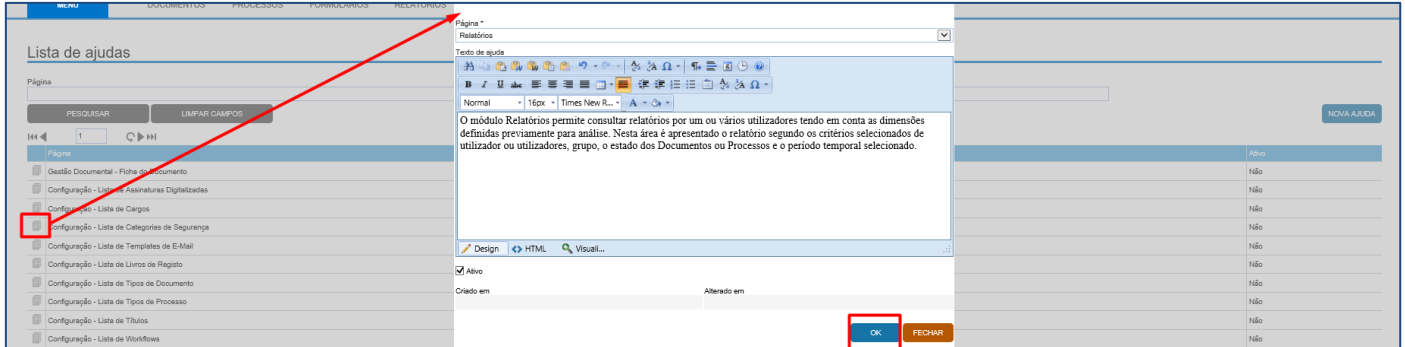 MENU DOCUMENTOS PROCESSOS FORMULÁRIOS RELATÓRIOS
Lista de ajudas
Página
PESQUISAR LIMPAR CAMPOS
NOVA AJUDA
1
Página Ativo
Gestão Documental - Ficha do Documento Não
Configuração - Lista de Assinaturas Digitalizadas Não
Configuração - Lista de Cargos Não
Configuração - Lista de Categorias de Segurança Não
Configuração - Lista de Templates de E-Mail Não
Configuração - Lista de Livros de Registo Não
Configuração - Lista de Tipos de Documento Não
Configuração - Lista de Tipos de Processo Não
Configuração - Lista de Títulos Não
Configuração - Lista de Workflows Não
Página *
Relatórios
Texto de ajuda
B I U abc
Normal 16px Times New R... A
O módulo Relatórios permite consultar relatórios por um ou vários utilizadores tendo em conta as dimensões
definidas previamente para análise. Nesta área é apresentado o relatório segundo os critérios selecionados de
utilizador ou utilizadores, grupo, o estado dos Documentos ou Processos e o período temporal selecionado.
Design HTML Visuali...
Ativo
Criado em Alterado em
OK FECHAR